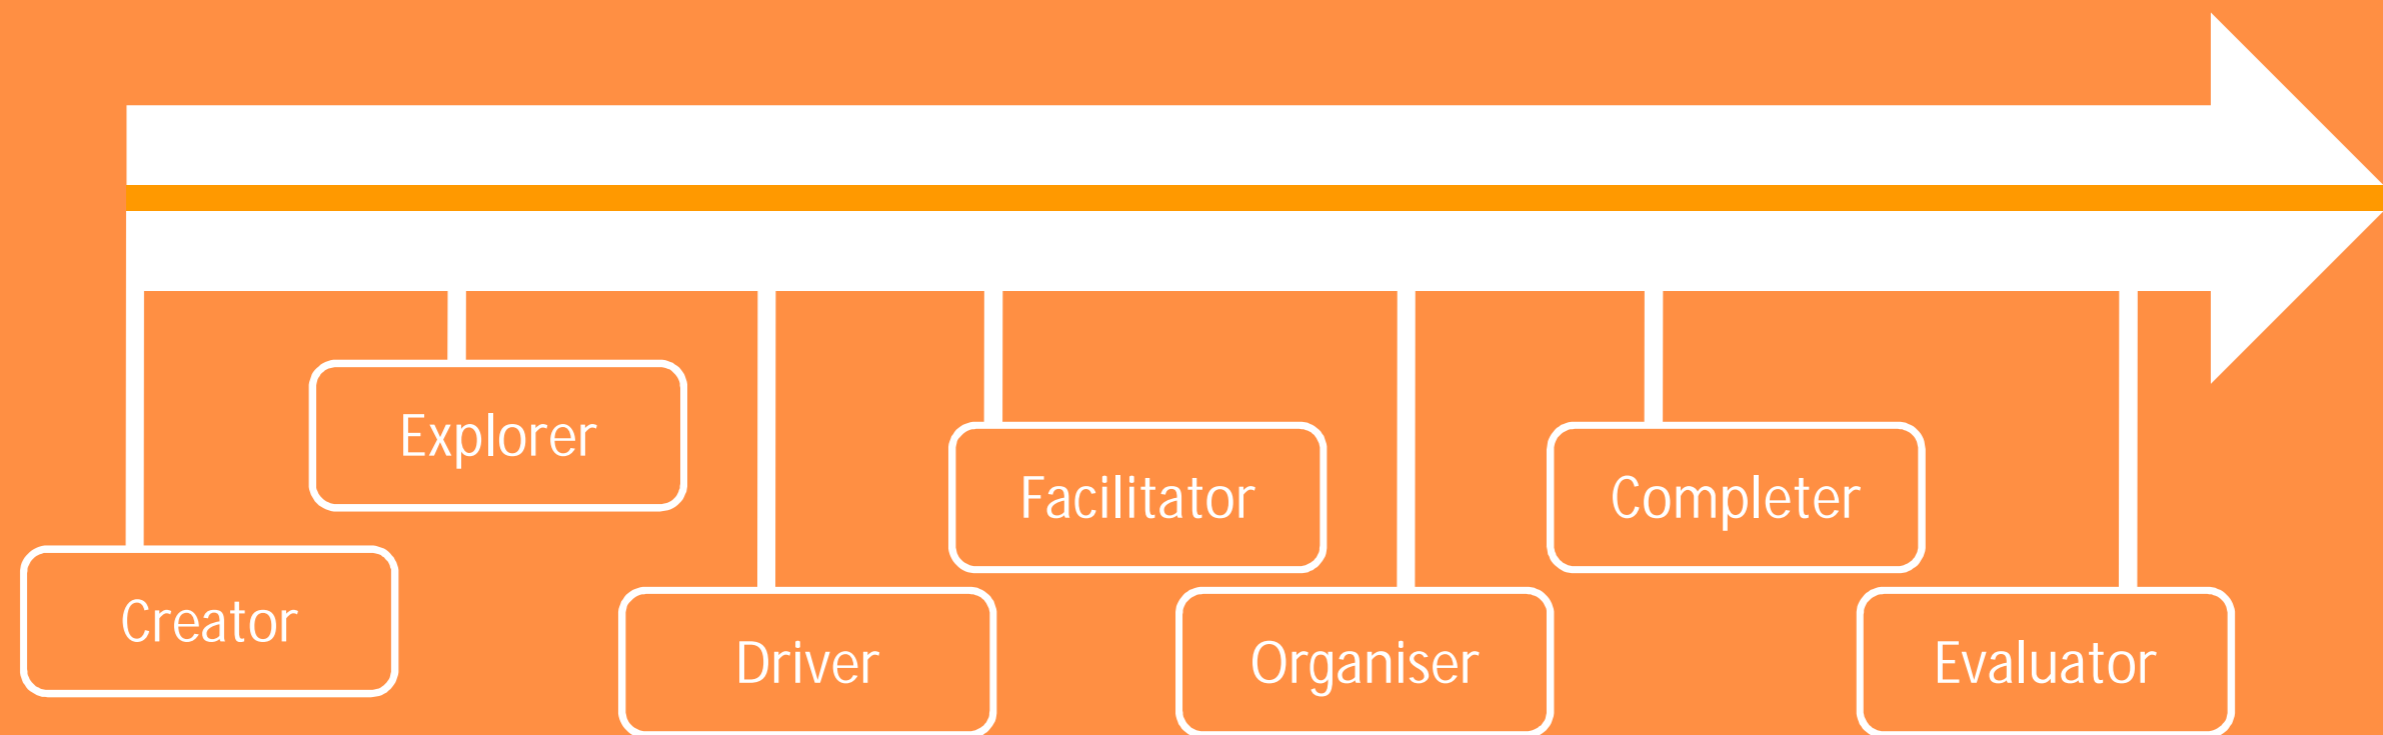 Creator
Explorer
Driver
Facilitator
Organiser
Completer
Evaluator